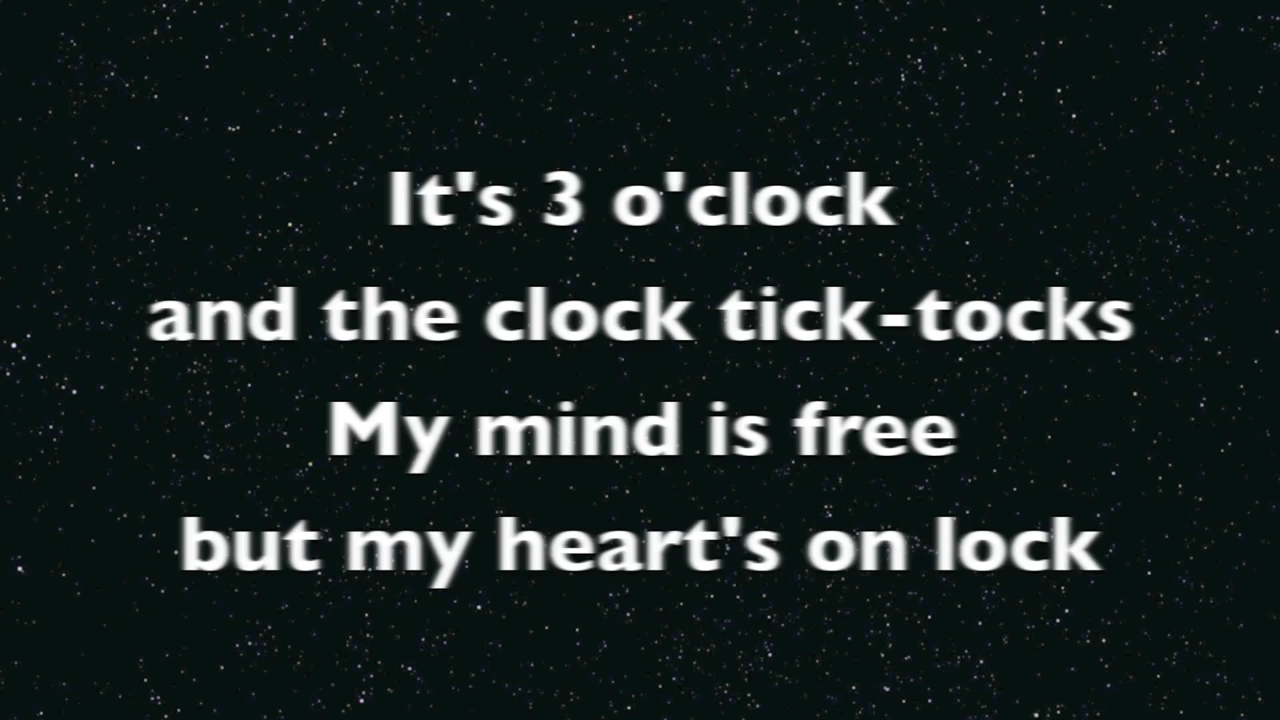 It's 3 o'clock
and the clock tick-tocks
My mind is free
but my heart's on lock